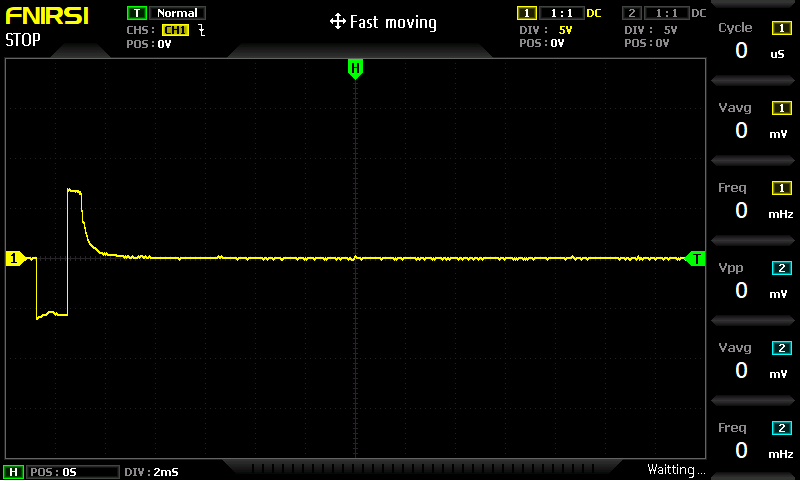 FNIRSI
STOP
T Normal
CHS: CH1
POS: 0V
Fast moving
1 1:1 DC
DIV: 5V
POS: 0V
2 1:1 DC
DIV: 5V
POS: 0V
H
1
T
Cycle 1
0 uS
Vavg 1
0 mV
Freq 1
0 mHz
Vpp 2
0 mV
Vavg 2
0 mV
Freq 2
0 mHz
H POS: 0S DIV: 2mS
Waitting...